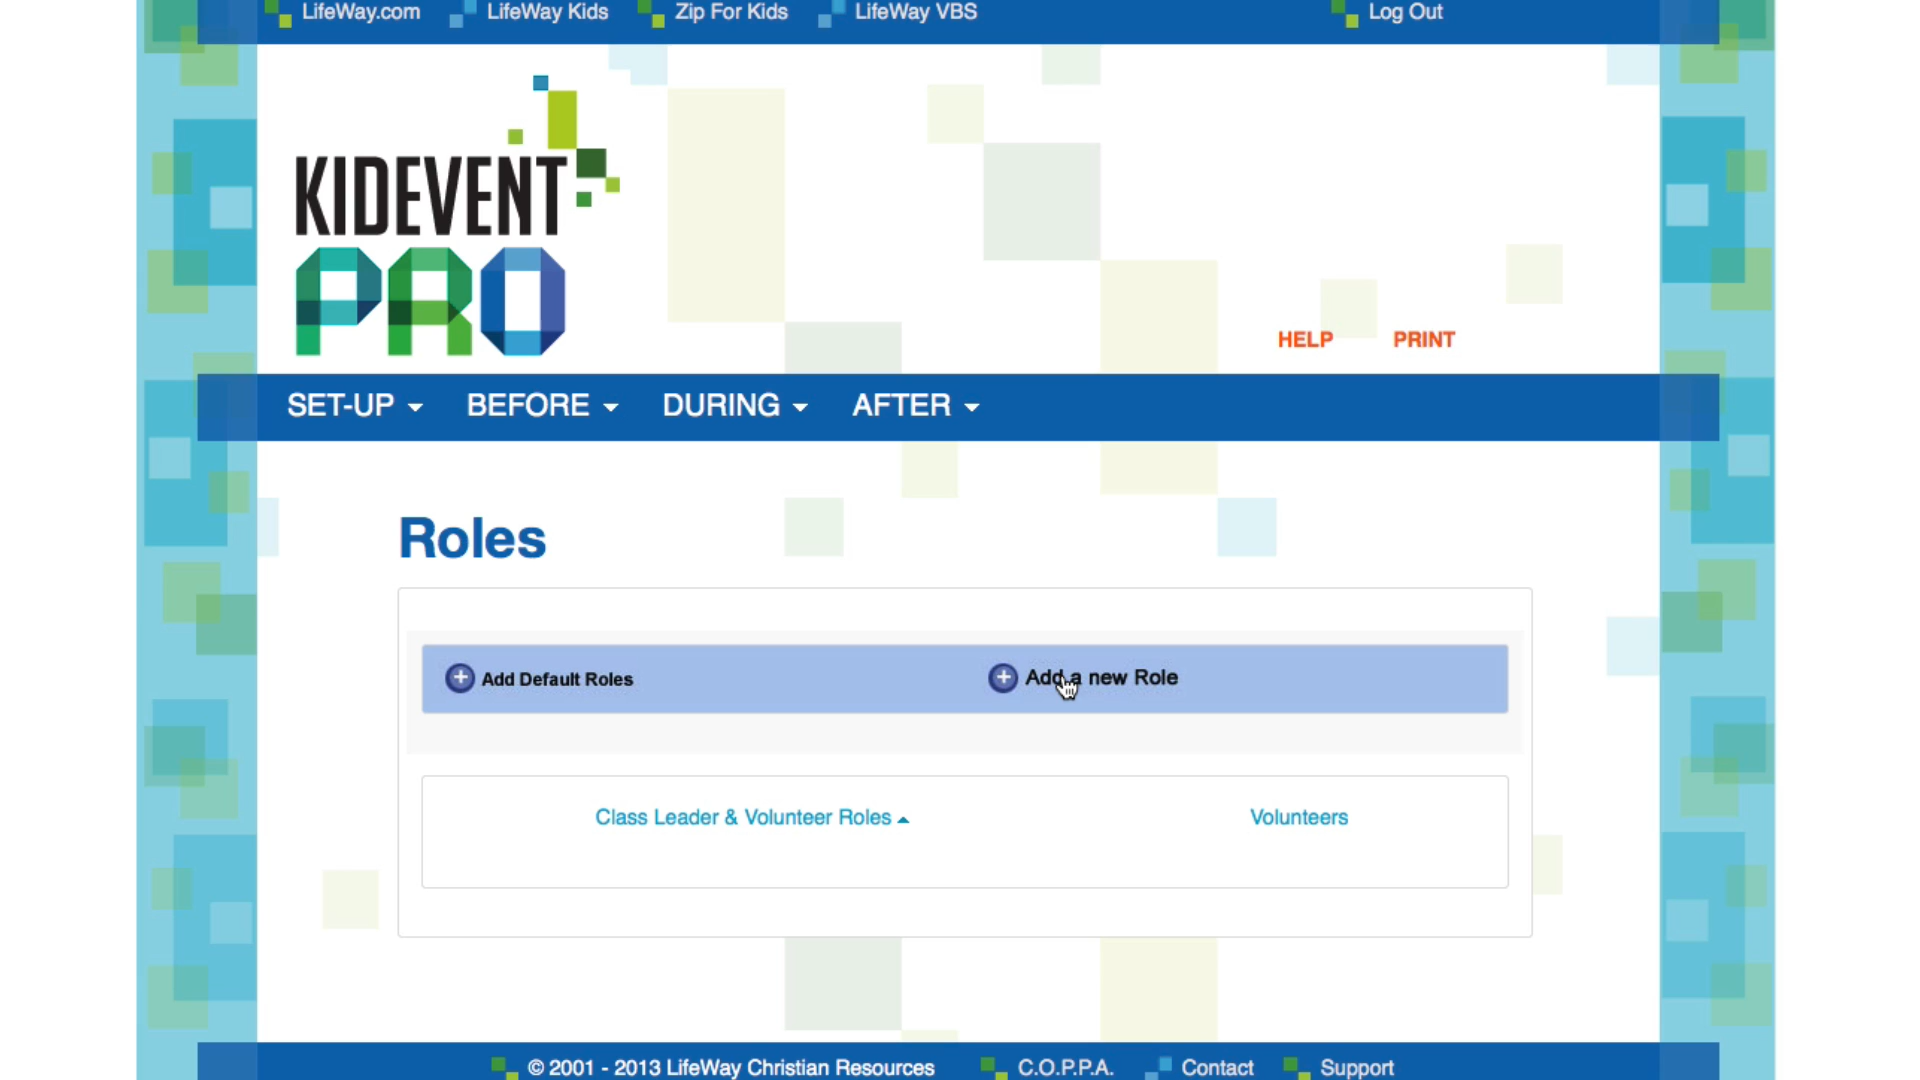 LifeWay.com LifeWay Kids Zip For Kids LifeWay VBS Log Out
KIDEVENT
PRO
HELP PRINT
SET-UP BEFORE DURING AFTER
Roles
Add Default Roles Add a new Role
Class Leader & Volunteer Roles Volunteers
© 2001 - 2013 LifeWay Christian Resources C.O.P.P.A. Contact Support